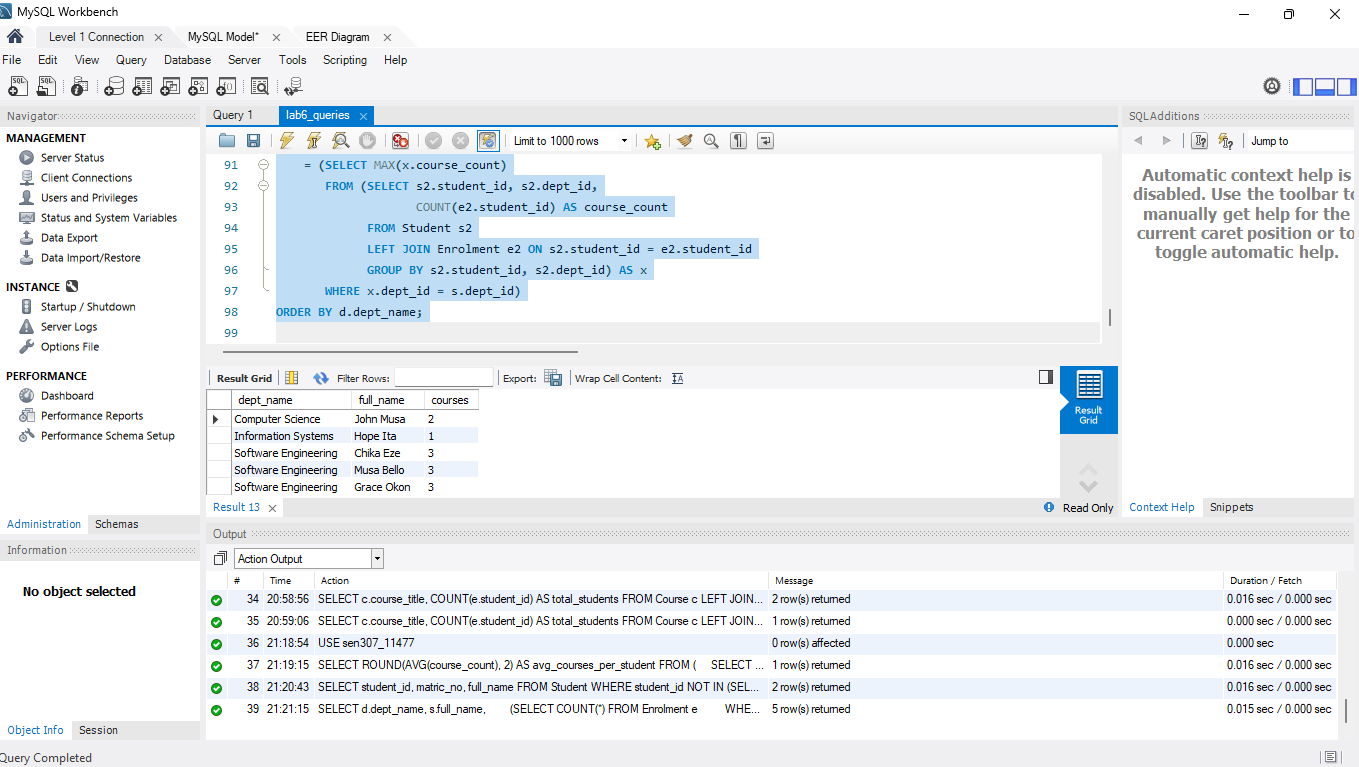 MySQL Workbench
Level 1 Connection
MySQL Model*
EER Diagram
File Edit View Query Database Server Tools Scripting Help
Navigator
MANAGEMENT
Server Status
Client Connections
Users and Privileges
Status and System Variables
Data Export
Data Import/Restore
INSTANCE
Startup / Shutdown
Server Logs
Options File
PERFORMANCE
Dashboard
Performance Reports
Performance Schema Setup
Administration Schemas
Information
No object selected
Object Info Session
Query Completed
Query 1 lab6_queries
Limit to 1000 rows
91 = (SELECT MAX(x.course_count)
92 FROM (SELECT s2.student_id, s2.dept_id,
93 COUNT(e2.student_id) AS course_count
94 FROM Student s2
95 LEFT JOIN Enrolment e2 ON s2.student_id = e2.student_id
96 GROUP BY s2.student_id, s2.dept_id) AS x
97 WHERE x.dept_id = s.dept_id)
98 ORDER BY d.dept_name;
99
Result Grid Filter Rows: Export: Wrap Cell Content:
dept_name full_name courses
Computer Science John Musa 2
Information Systems Hope Ita 1
Software Engineering Chika Eze 3
Software Engineering Musa Bello 3
Software Engineering Grace Okon 3
Result
Grid
Result 13
Read Only
Output
Action Output
# Time Action Message Duration / Fetch
34 20:58:56 SELECT c.course_title, COUNT(e.student_id) AS total_students FROM Course c LEFT JOIN... 2 row(s) returned 0.016 sec / 0.000 sec
35 20:59:06 SELECT c.course_title, COUNT(e.student_id) AS total_students FROM Course c LEFT JOIN... 1 row(s) returned 0.016 sec / 0.000 sec
36 21:18:54 USE sen307_11477 0 row(s) affected 0.000 sec
37 21:19:15 SELECT ROUND(AVG(course_count), 2) AS avg_courses_per_student FROM ( SELECT ... 1 row(s) returned 0.016 sec / 0.000 sec
38 21:20:43 SELECT student_id, matric_no, full_name FROM Student WHERE student_id NOT IN (SEL... 2 row(s) returned 0.016 sec / 0.000 sec
39 21:21:15 SELECT d.dept_name, s.full_name, (SELECT COUNT(*) FROM Enrolment e WHE... 5 row(s) returned 0.015 sec / 0.000 sec
SQLAdditions
Jump to
Automatic context help is
disabled. Use the toolbar to
manually get help for the
current caret position or to
toggle automatic help.
Context Help Snippets